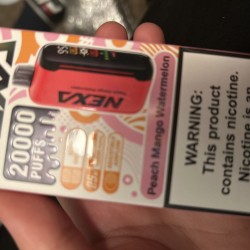 NEXA
20000
PUFFS
Peach Mango Watermelon
WARNING:
This product
contains nicotine.
Nicotine is an